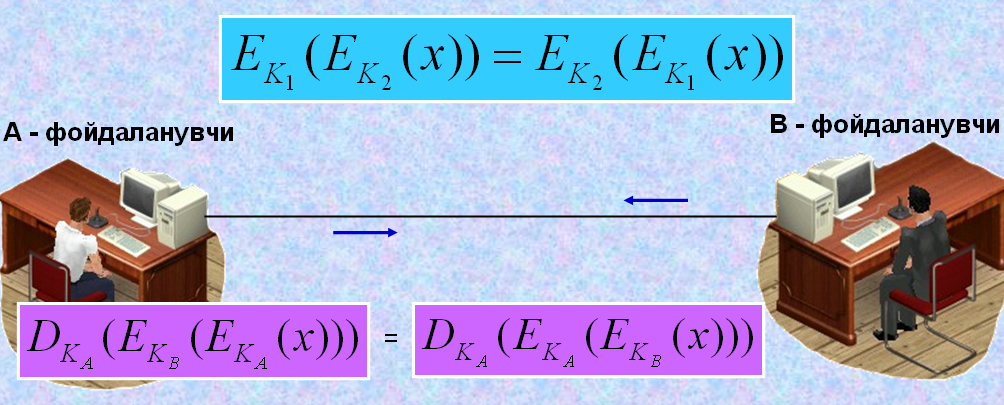 E_{K_1}(E_{K_2}(x)) = E_{K_2}(E_{K_1}(x))
А - фойдаланувчи
В - фойдаланувчи
D_{K_A}(E_{K_B}(E_{K_A}(x))) = D_{K_A}(E_{K_A}(E_{K_B}(x)))